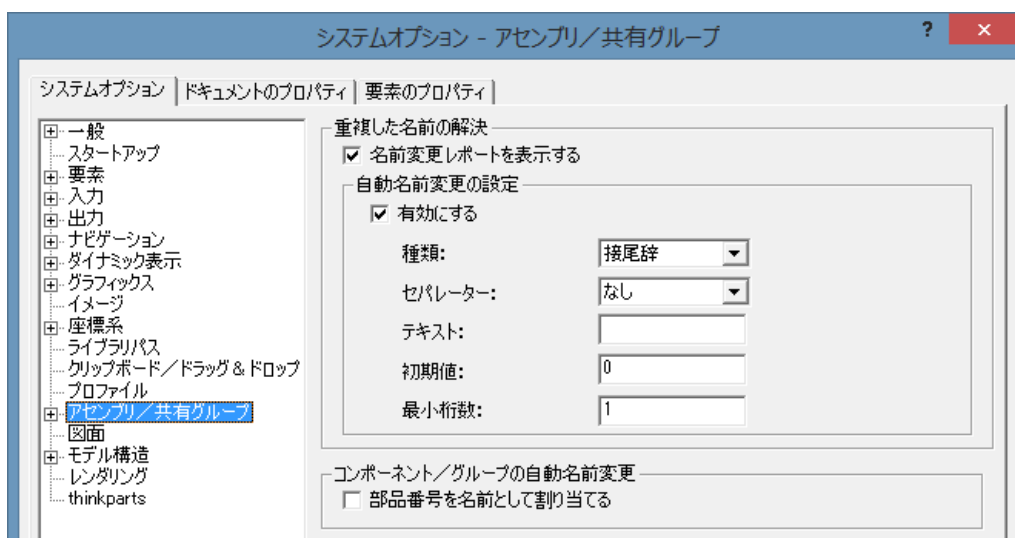 システムオプション - アセンブリ／共有グループ
? ×
システムオプション ドキュメントのプロパティ 要素のプロパティ
一般
スタートアップ
要素
入力
出力
ナビゲーション
ダイナミック表示
グラフィックス
イメージ
座標系
ライブラリパス
クリップボード／ドラッグ＆ドロップ
プロファイル
アセンブリ／共有グループ
図面
モデル構造
レンダリング
thinkparts
重複した名前の解決
名前変更レポートを表示する
自動名前変更の設定
有効にする
種類: 接尾辞
セパレーター: なし
テキスト:
初期値: 0
最小桁数: 1
コンポーネント／グループの自動名前変更
部品番号を名前として割り当てる